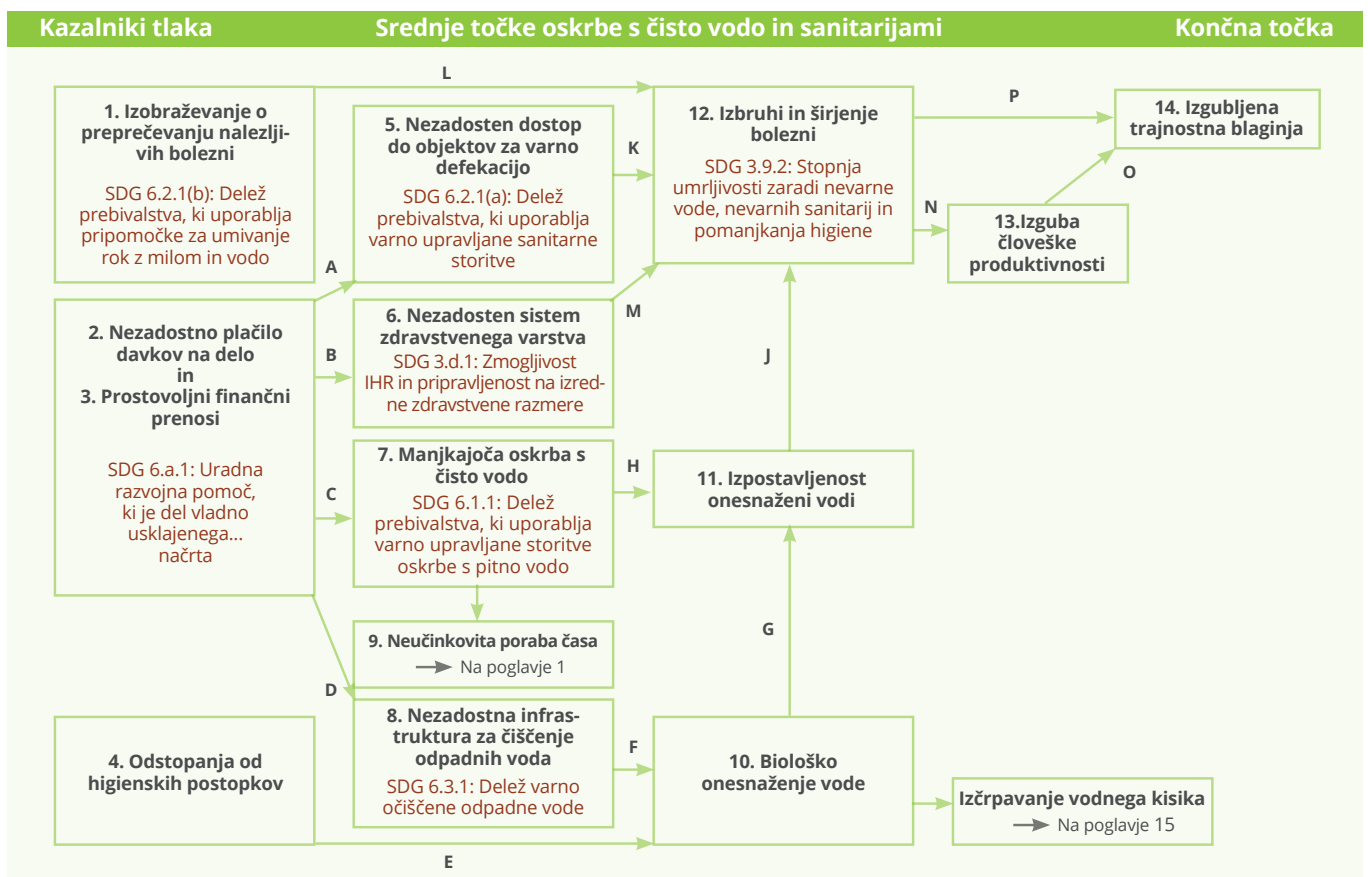 Kazalniki tlaka
Srednje točke oskrbe s čisto vodo in sanitarijami
Končna točka
L
1. Izobraževanje o
preprečevanju nalezlji-
vih bolezni
SDG 6.2.1(b): Delež
prebivalstva, ki uporablja
pripomočke za umivanje
rok z milom in vodo
A
5. Nezadosten dostop
do objektov za varno
defekacijo
SDG 6.2.1(a): Delež
prebivalstva, ki uporablja
varno upravljane sanitarne
storitve
K
12. Izbruhi in širjenje
bolezni
SDG 3.9.2: Stopnja
umrljivosti zaradi nevarne
vode, nevarnih sanitarij in
pomanjkanja higiene
P
14. Izgubljena
trajnostna blaginja
O
N
13.Izguba
človeške
produktivnosti
2. Nezadostno plačilo
davkov na delo
in
3. Prostovoljni finančni
prenosi
SDG 6.a.1: Uradna
razvojna pomoč,
ki je del vladno
usklajenega...
načrta
B
6. Nezadosten sistem
zdravstvenega varstva
SDG 3.d.1: Zmogljivost
IHR in pripravljenost na izred-
ne zdravstvene razmere
M
J
C
7. Manjkajoča oskrba s
čisto vodo
SDG 6.1.1: Delež
prebivalstva, ki uporablja
varno upravljane storitve
oskrbe s pitno vodo
H
11. Izpostavljenost
onesnaženi vodi
9. Neučinkovita poraba časa
Na poglavje 1
G
D
4. Odstopanja od
higienskih postopkov
8. Nezadostna infras-
truktura za čiščenje
odpadnih voda
SDG 6.3.1: Delež varno
očiščene odpadne vode
F
10. Biološko
onesnaženje vode
Izčrpavanje vodnega kisika
Na poglavje 15
E